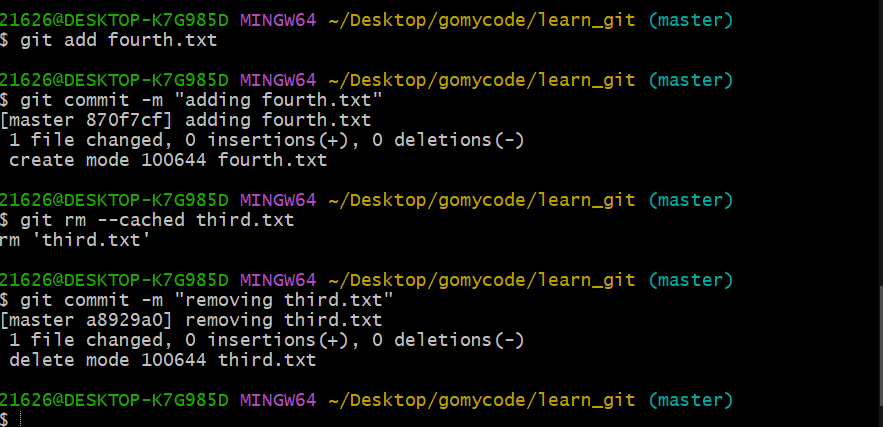 21626@DESKTOP-K7G985D MINGW64 ~/Desktop/gomycode/learn_git (master)
$ git add fourth.txt
21626@DESKTOP-K7G985D MINGW64 ~/Desktop/gomycode/learn_git (master)
$ git commit -m "adding fourth.txt"
[master 870f7cf] adding fourth.txt
1 file changed, 0 insertions(+), 0 deletions(-)
create mode 100644 fourth.txt
21626@DESKTOP-K7G985D MINGW64 ~/Desktop/gomycode/learn_git (master)
$ git rm --cached third.txt
rm 'third.txt'
21626@DESKTOP-K7G985D MINGW64 ~/Desktop/gomycode/learn_git (master)
$ git commit -m "removing third.txt"
[master a8929a0] removing third.txt
1 file changed, 0 insertions(+), 0 deletions(-)
delete mode 100644 third.txt
21626@DESKTOP-K7G985D MINGW64 ~/Desktop/gomycode/learn_git (master)
$